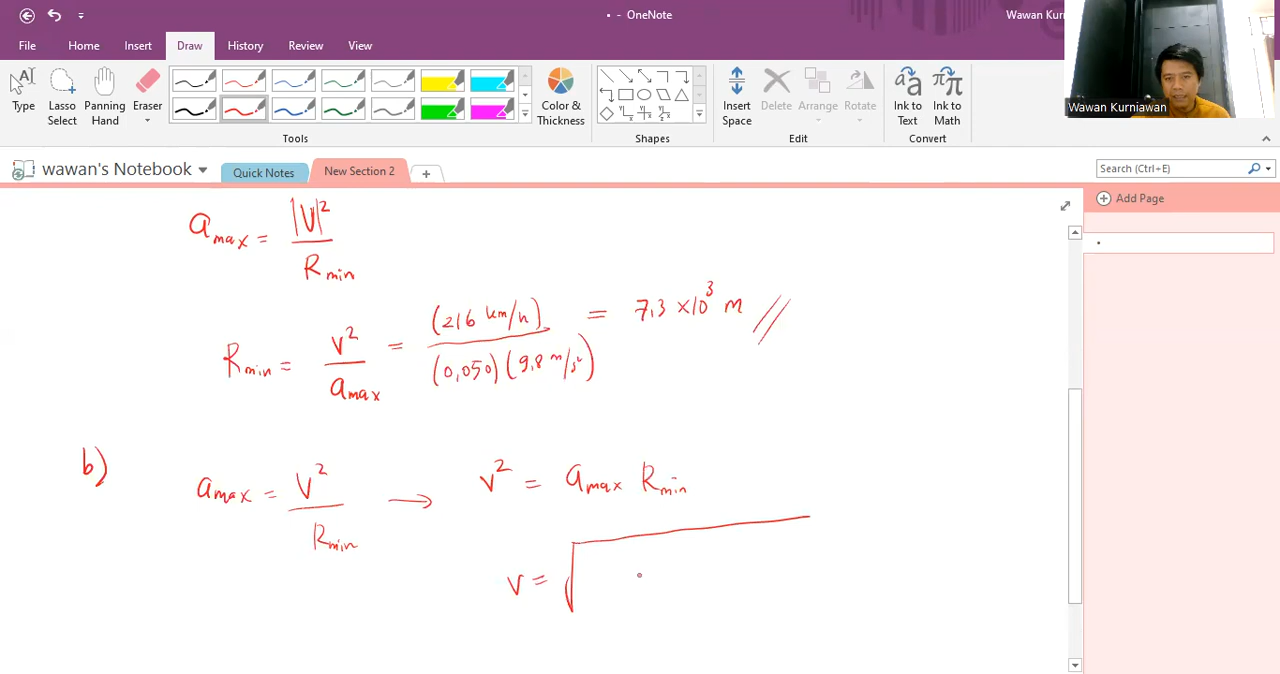 • - OneNote
Wawan Kur
File Home Insert Draw History Review View
Type
Lasso Select
Panning Hand
Eraser
Color & Thickness
Insert Space
Delete
Arrange
Rotate
Ink to Text
Ink to Math
Tools Shapes Edit Convert
Wawan Kurniawan
wawan's Notebook
Quick Notes
New Section 2
Search (Ctrl+E)
Add Page
a_max = |V|² / R_min
R_min = v² / a_max = (216 km/h) / (0,050)(9,8 m/s²) = 7,3 × 10³ m //
b) a_max = V² / R_min → v² = a_max R_min
v = √